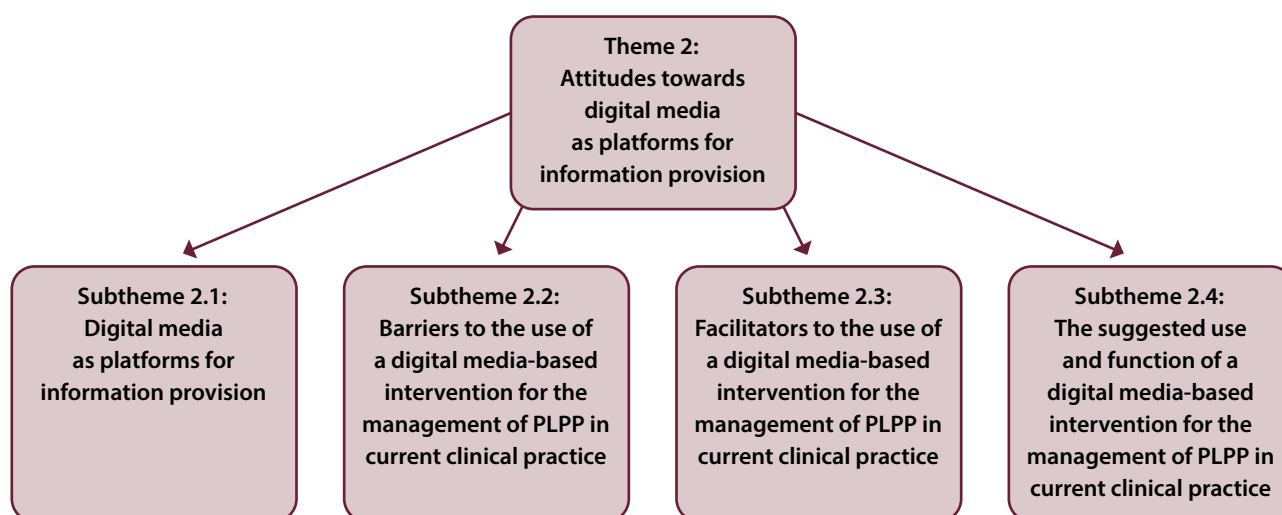 Theme 2:
Attitudes towards
digital media
as platforms for
information provision
Subtheme 2.1:
Digital media
as platforms for
information provision
Subtheme 2.2:
Barriers to the use of
a digital media-based
intervention for the
management of PLPP in
current clinical practice
Subtheme 2.3:
Facilitators to the use of
a digital media-based
intervention for the
management of PLPP in
current clinical practice
Subtheme 2.4:
The suggested use
and function of a
digital media-based
intervention for the
management of PLPP in
current clinical practice